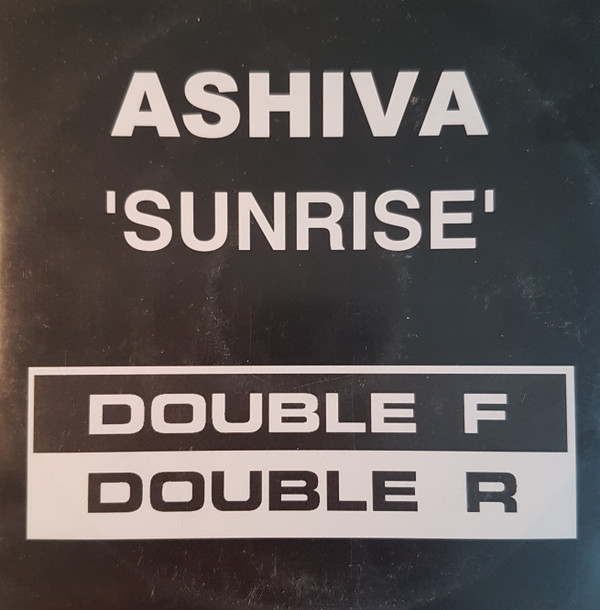 ASHIVA
'SUNRISE'
DOUBLE F
DOUBLE R